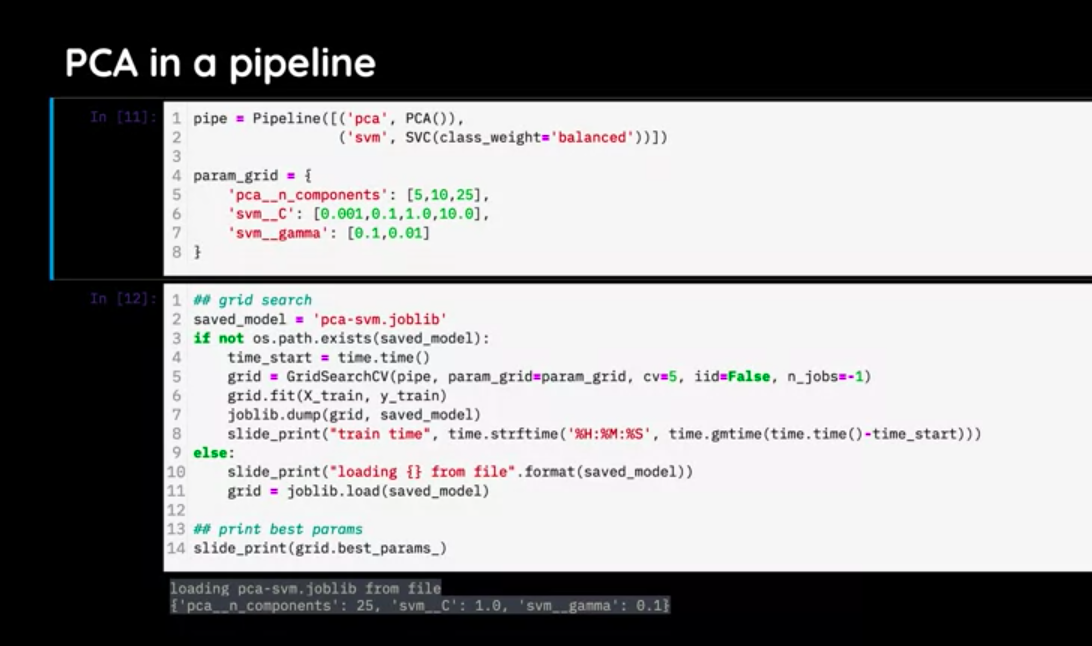 PCA in a pipeline
In [11]:
1 pipe = Pipeline([('pca', PCA()),
2                  ('svm', SVC(class_weight='balanced'))])
3
4 param_grid = {
5     'pca__n_components': [5,10,25],
6     'svm__C': [0.001,0.1,1.0,10.0],
7     'svm__gamma': [0.1,0.01]
8 }
In [12]:
1 ## grid search
2 saved_model = 'pca-svm.joblib'
3 if not os.path.exists(saved_model):
4     time_start = time.time()
5     grid = GridSearchCV(pipe, param_grid=param_grid, cv=5, iid=False, n_jobs=-1)
6     grid.fit(X_train, y_train)
7     joblib.dump(grid, saved_model)
8     slide_print("train time", time.strftime('%H:%M:%S', time.gmtime(time.time()-time_start)))
9 else:
10     slide_print("loading {} from file".format(saved_model))
11     grid = joblib.load(saved_model)
12
13 ## print best params
14 slide_print(grid.best_params_)
loading pca-svm.joblib from file
{'pca__n_components': 25, 'svm__C': 1.0, 'svm__gamma': 0.1}